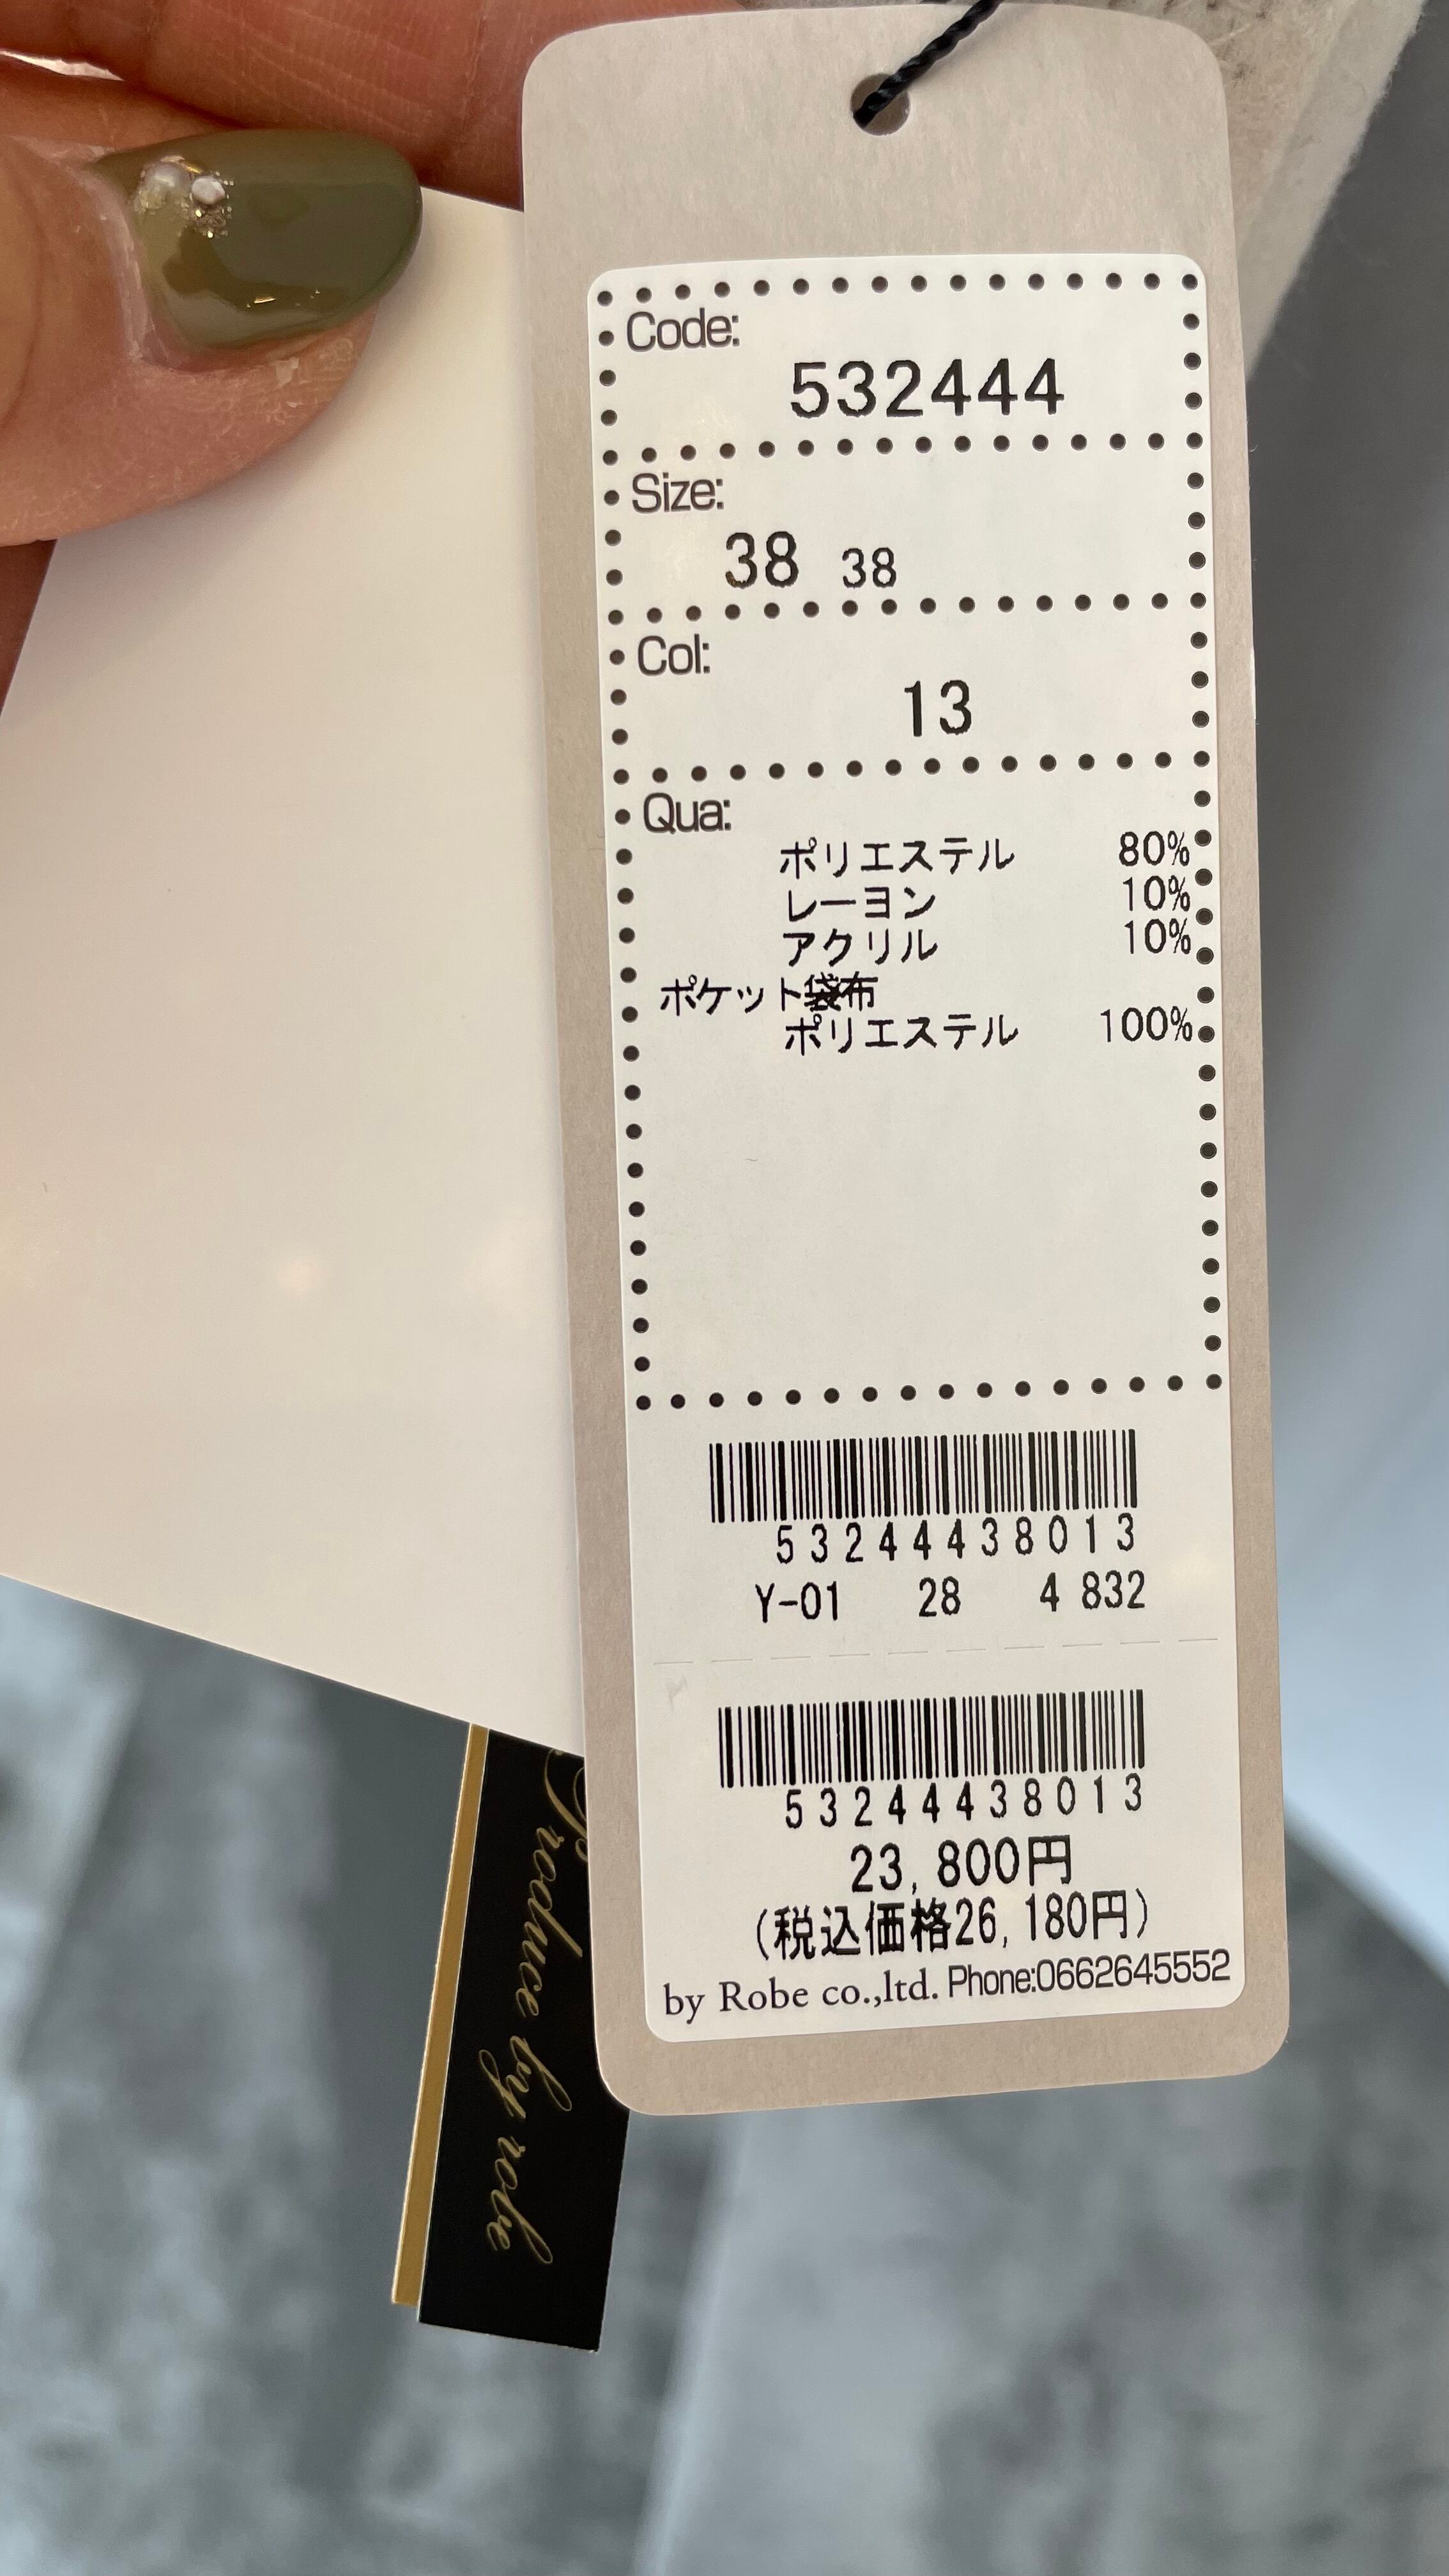 Code:
532444
Size:
38 38
Col:
13
Qua:
ポリエステル 80%
レーヨン 10%
アクリル 10%
ポケット袋布
ポリエステル 100%
53244438013
Y-01 28 4 832
53244438013
23,800円
(税込価格26,180円)
by Robe co.,ltd. Phone:0662645552
Produce by robe